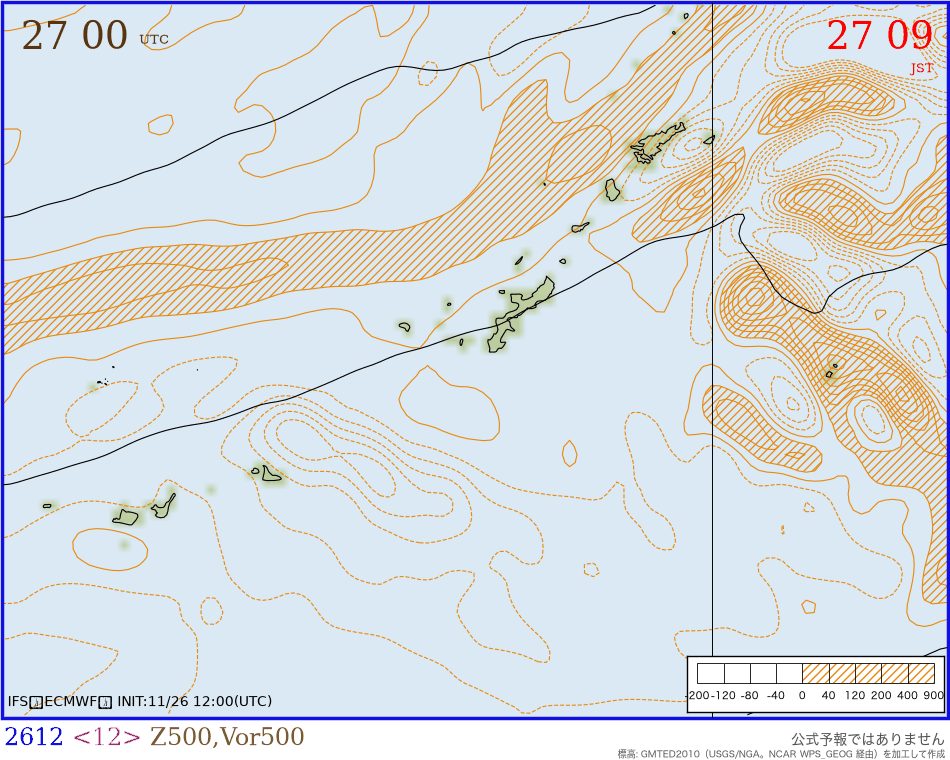 27 00 UTC
27 09
JST
-200 -120 -80 -40 0 40 120 200 400 900
IFS ECMWF INIT:11/26 12:00(UTC)
2612 <12> Z500,Vor500
公式予報ではありません
標高: GMTED2010（USGS/NGA。NCAR WPS_GEOG 経由）を加工して作成